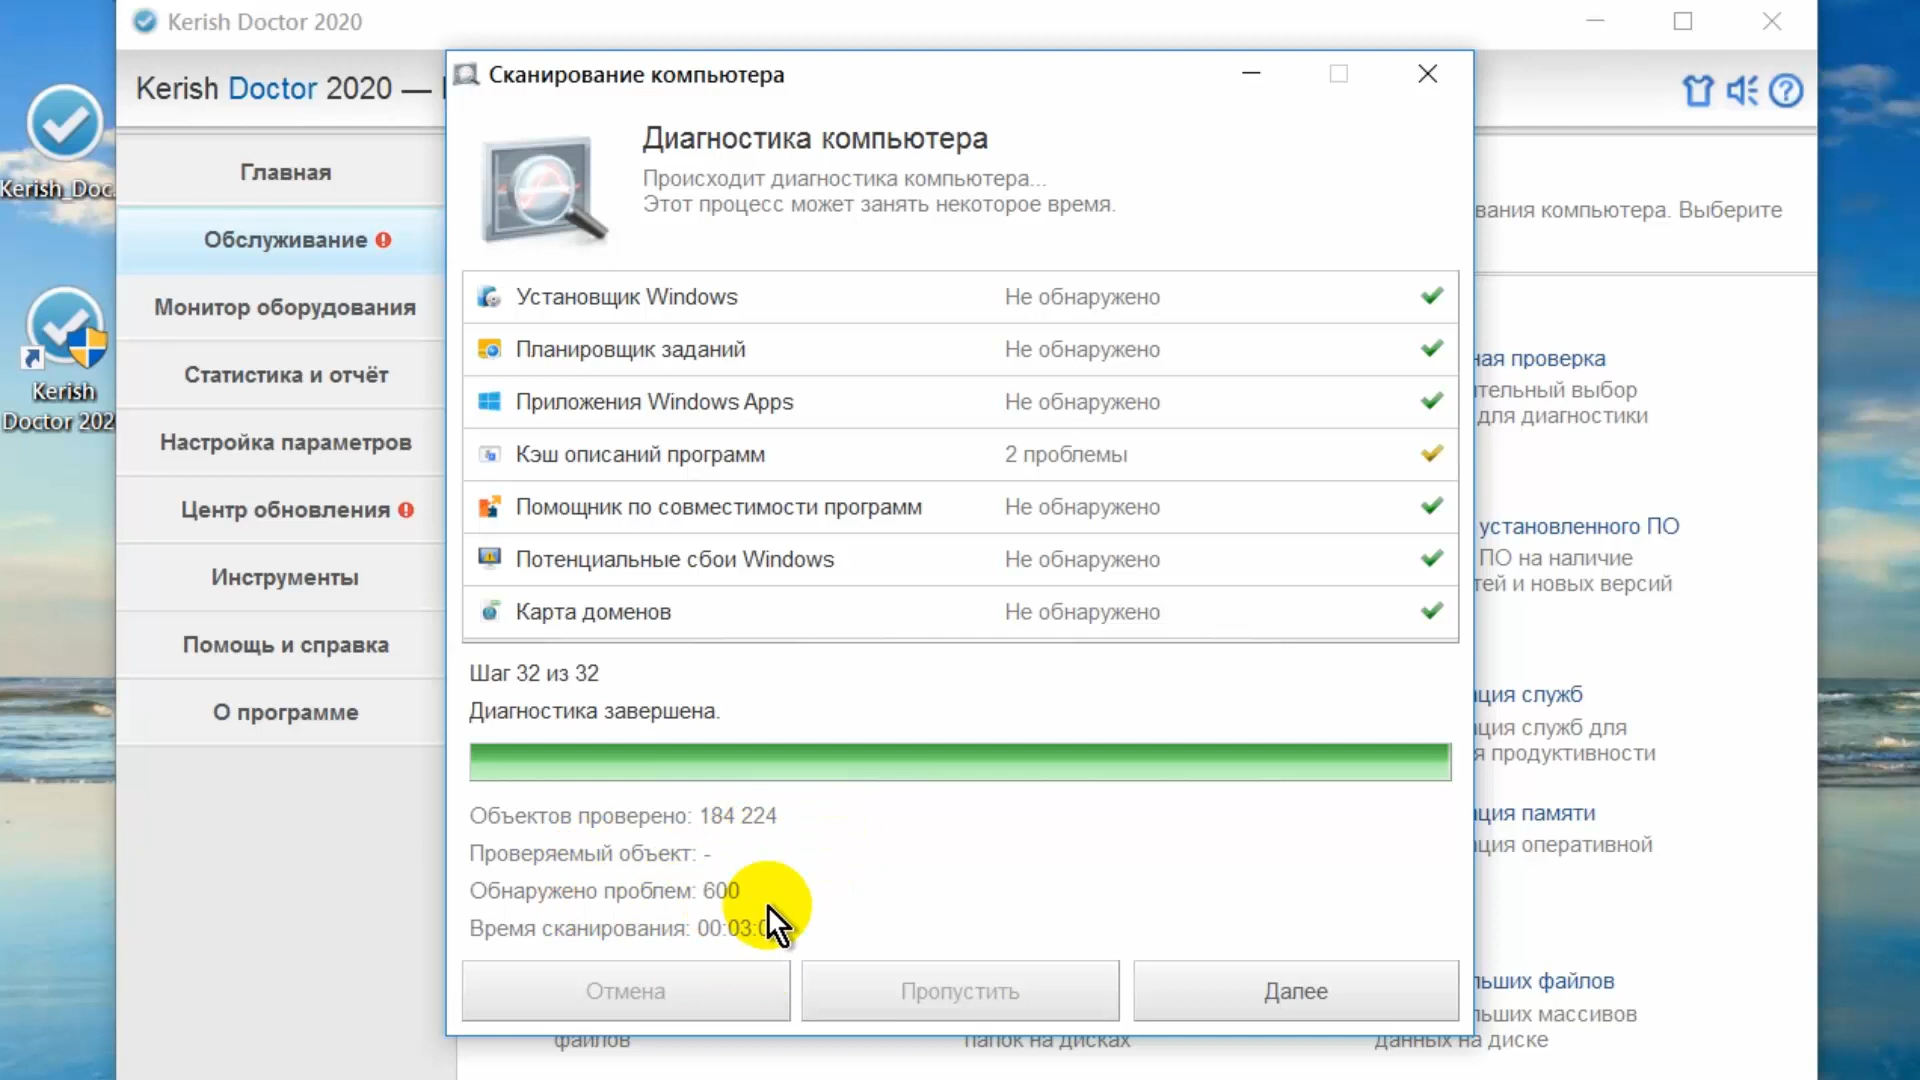 Kerish Doctor 2020
Kerish Doctor 2020 —
Kerish_Doc.
Kerish
Doctor 202
Главная
Обслуживание
Монитор оборудования
Статистика и отчёт
Настройка параметров
Центр обновления
Инструменты
Помощь и справка
О программе
Сканирование компьютера
Диагностика компьютера
Происходит диагностика компьютера...
Этот процесс может занять некоторое время.
Установщик Windows Не обнаружено
Планировщик заданий Не обнаружено
Приложения Windows Apps Не обнаружено
Кэш описаний программ 2 проблемы
Помощник по совместимости программ Не обнаружено
Потенциальные сбои Windows Не обнаружено
Карта доменов Не обнаружено
Шаг 32 из 32
Диагностика завершена.
Объектов проверено: 184 224
Проверяемый объект: -
Обнаружено проблем: 600
Время сканирования: 00:03:
Отмена
Пропустить
Далее
вания компьютера. Выберите
ная проверка
тельный выбор
для диагностики
установленного ПО
ПО на наличие
тей и новых версий
ция служб
ция служб для
я продуктивности
ция памяти
ция оперативной
льших файлов
льших массивов
данных на диске
файлов
папок на дисках